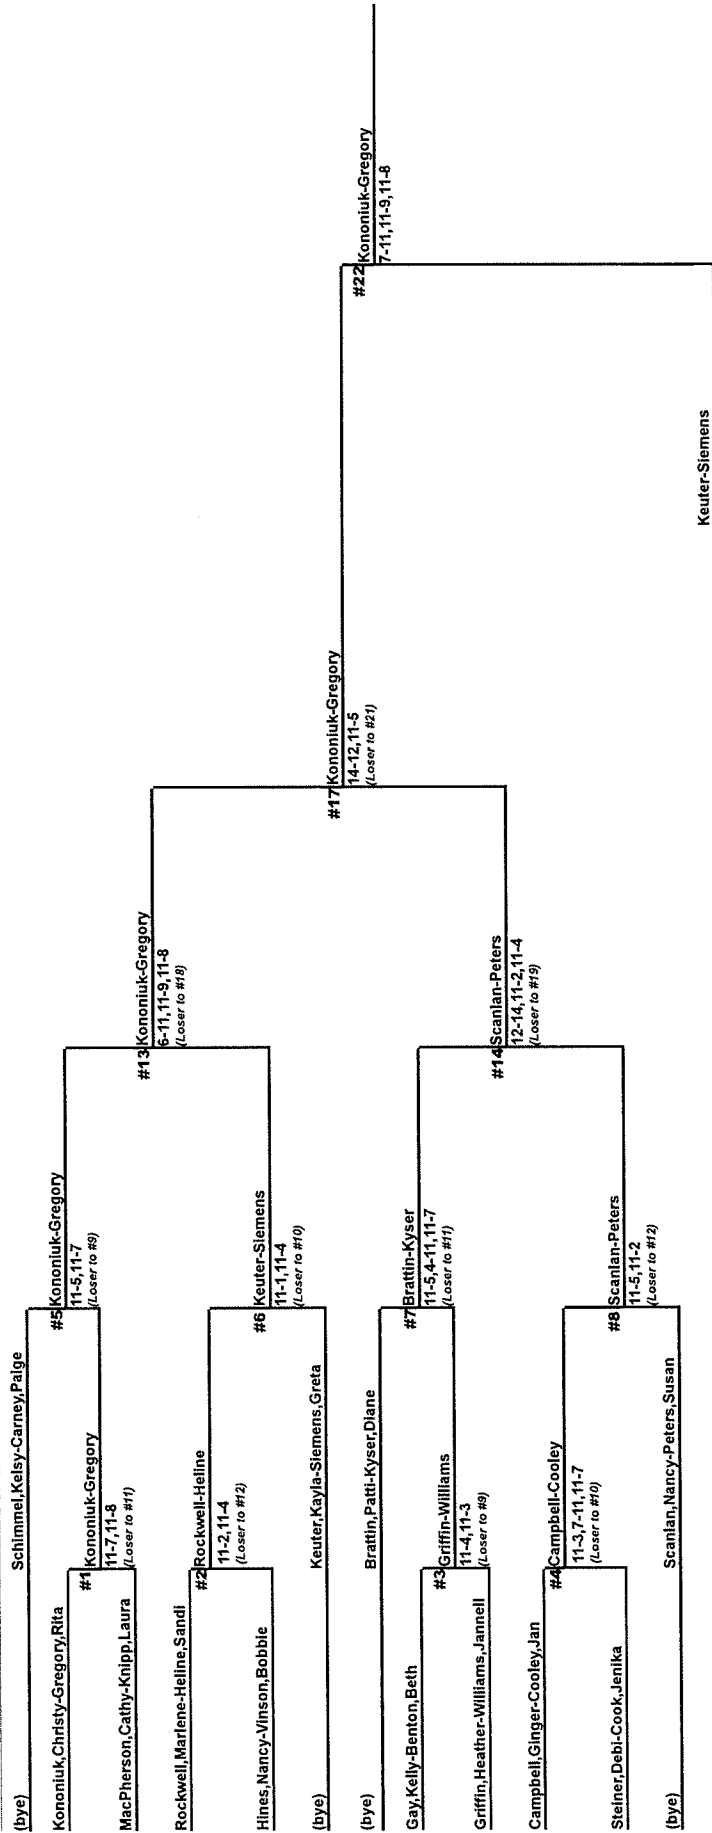 (bye)
Schimmel,Kelsy-Carney,Paige
#5 Kononiuk-Gregory
11-5,11-7
(Loser to #9)
Kononiuk,Christy-Gregory,Rita
#1 Kononiuk-Gregory
11-7,11-8
(Loser to #11)
MacPherson,Cathy-Knipp,Laura
#13 Kononiuk-Gregory
6-11,11-9,11-8
(Loser to #18)
Rockwell,Marlene-Heline,Sandi
#2 Rockwell-Heline
11-2,11-4
(Loser to #12)
Hines,Nancy-Vinson,Bobbie
#6 Keuter-Siemens
11-1,11-4
(Loser to #10)
(bye)
Keuter,Kayla-Siemens,Greta
#17 Kononiuk-Gregory
14-12,11-5
(Loser to #21)
#22 Kononiuk-Gregory
7-11,11-9,11-8
(bye)
Brattin,Patti-Kyser,Diane
#7 Brattin-Kyser
11-5,4-11,11-7
(Loser to #11)
Gay,Kelly-Benton,Beth
#3 Griffin-Williams
11-4,11-3
(Loser to #9)
Griffin,Heather-Williams,Jannell
#14 Scanlan-Peters
12-14,11-2,11-4
(Loser to #19)
Campbell,Ginger-Cooley,Jan
#4 Campbell-Cooley
11-3,7-11,11-7
(Loser to #10)
Steiner,Debi-Cook,Jenika
#8 Scanlan-Peters
11-5,11-2
(Loser to #12)
(bye)
Scanlan,Nancy-Peters,Susan
Keuter-Siemens